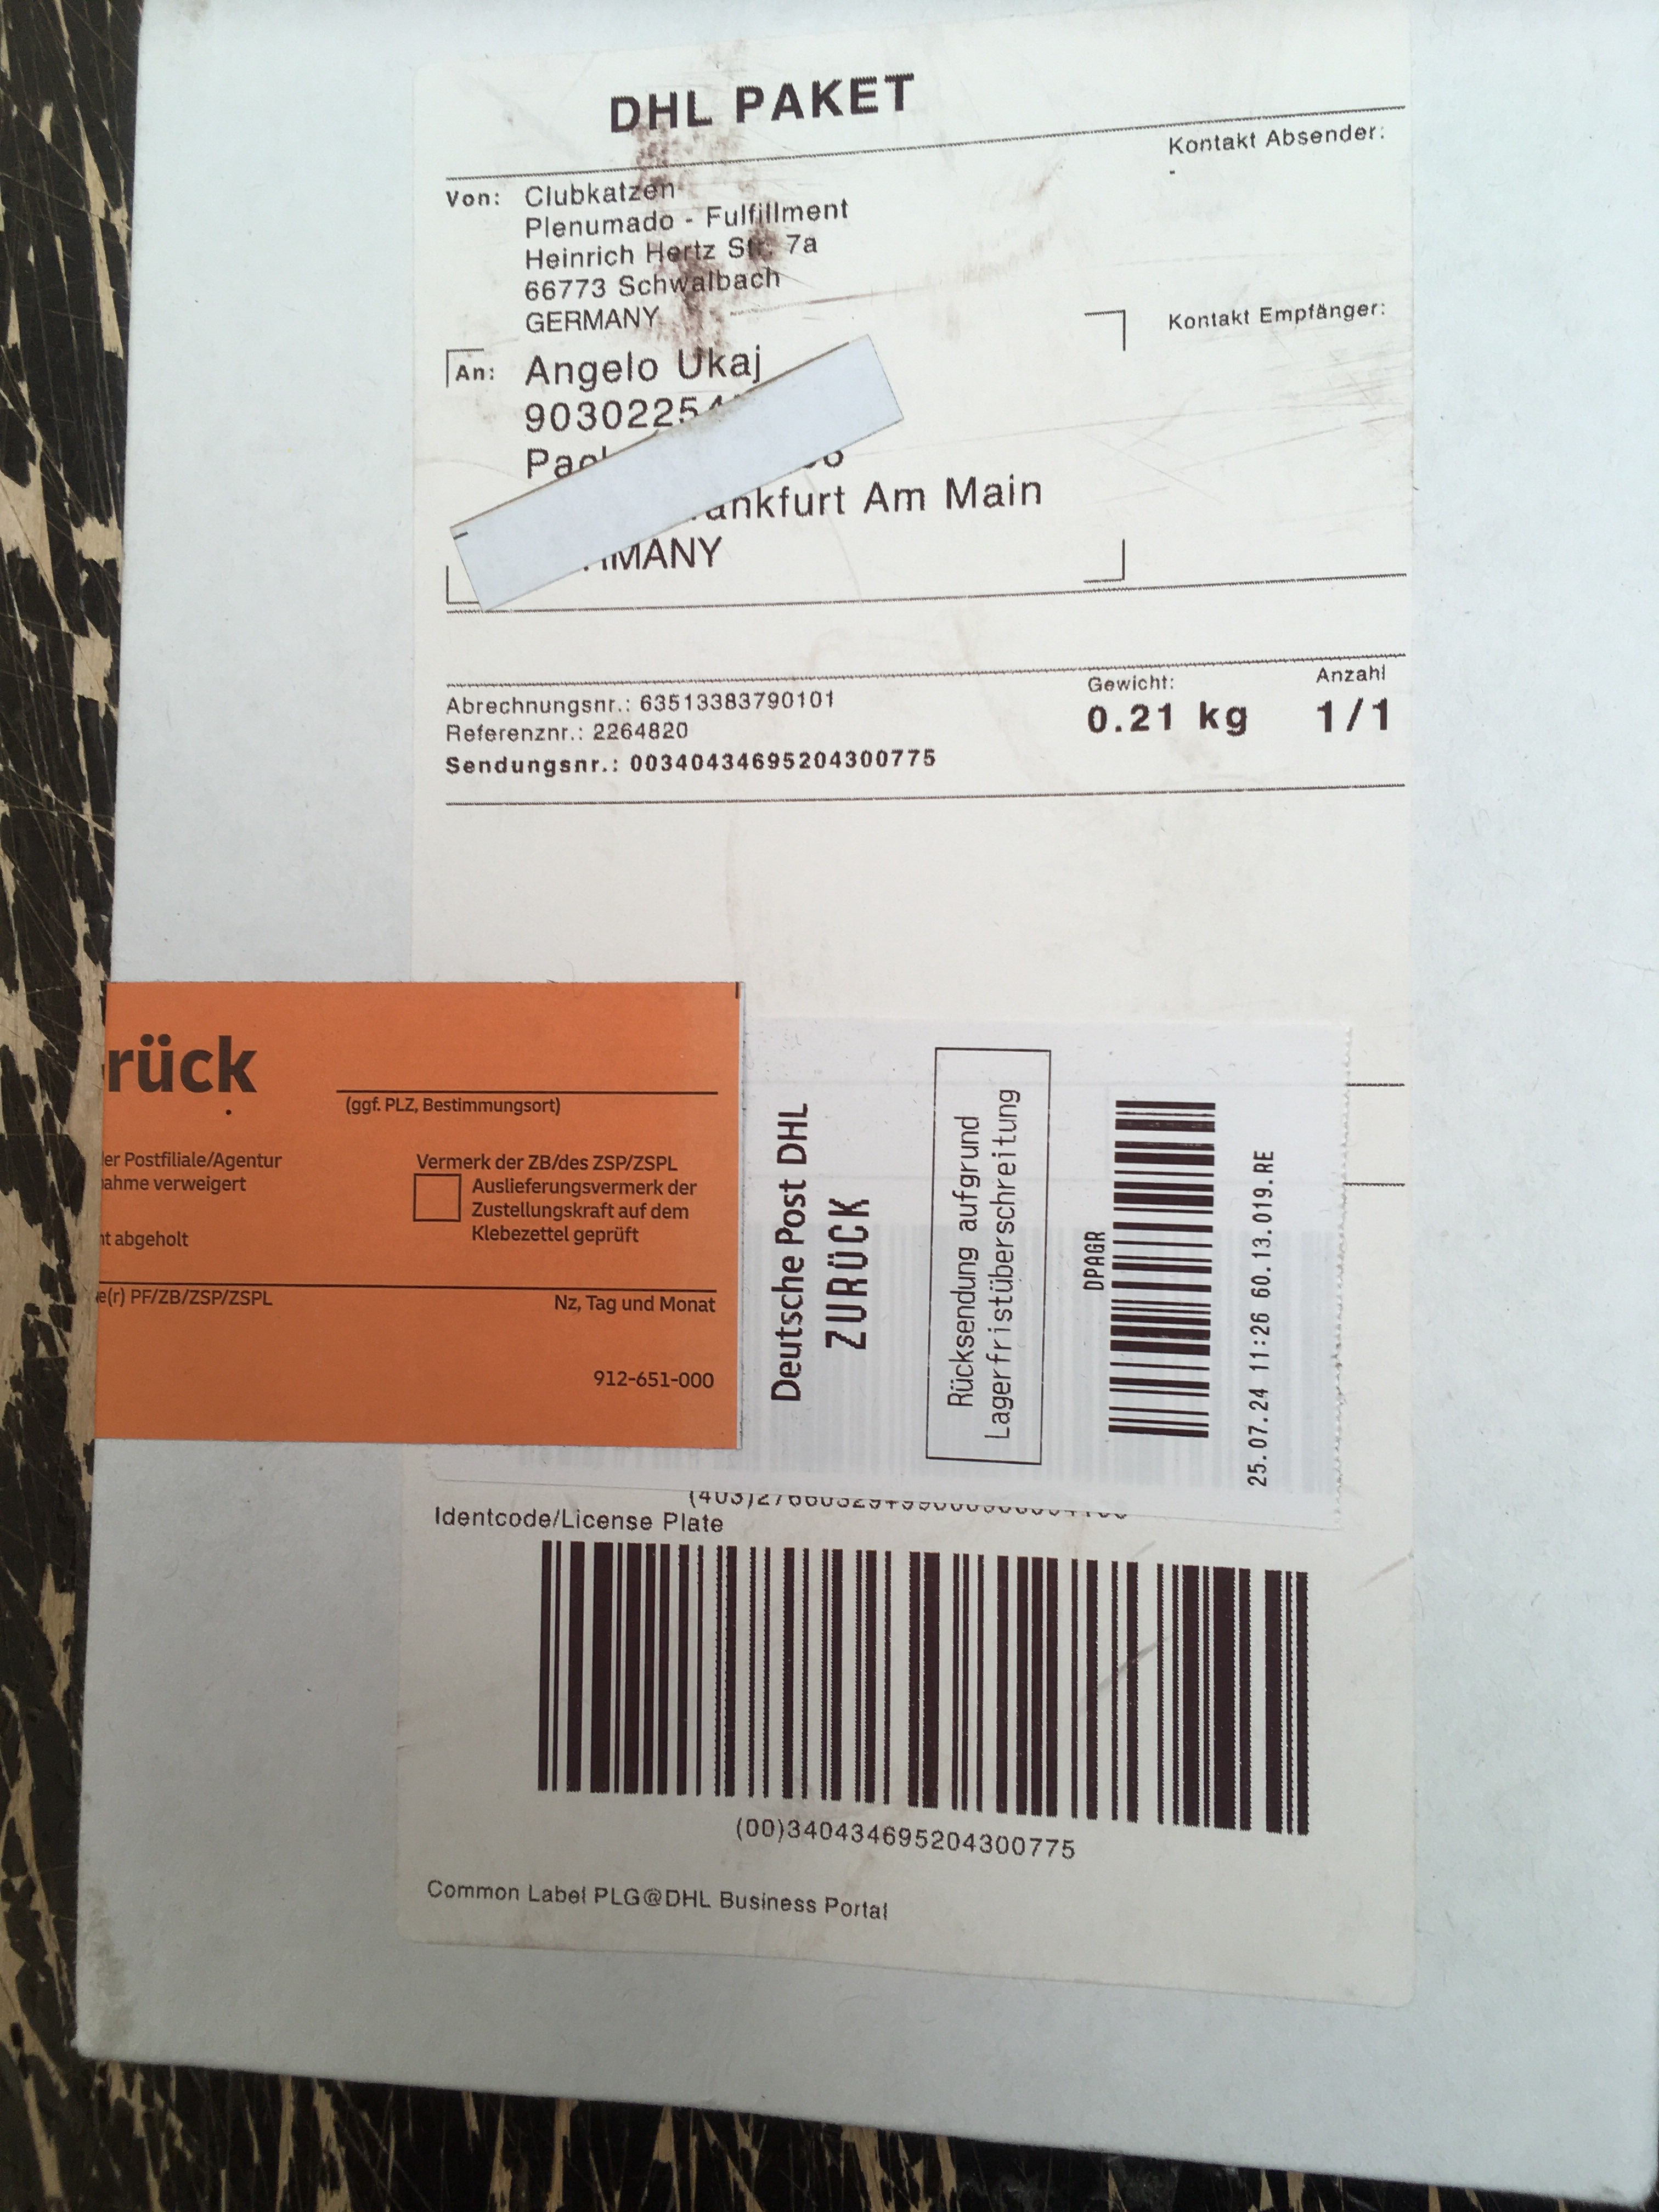 DHL PAKET
Kontakt Absender:
-
Von: Clubkatzen
Plenumado - Fulfillment
Heinrich Hertz Str. 7a
66773 Schwalbach
GERMANY
Kontakt Empfänger:
An: Angelo Ukaj
Am Main
Abrechnungsnr.: 63513383790101
Referenznr.: 2264820
Sendungsnr.: 00340434695204300775
Gewicht:
0.21 kg
Anzahl
1/1
rück
(ggf. PLZ, Bestimmungsort)
er Postfiliale/Agentur
ahme verweigert
abgeholt
Vermerk der ZB/des ZSP/ZSPL
Auslieferungsvermerk der
Zustellungskraft auf dem
Klebezettel geprüft
e(r) PF/ZB/ZSP/ZSPL
Nz, Tag und Monat
912-651-000
Deutsche Post DHL
ZURÜCK
Rücksendung aufgrund
Lagerfristüberschreitung
DPAGR
25.07.24 11:26 60.13.019.RE
Identcode/License Plate
(00)340434695204300775
Common Label PLG@DHL Business Portal